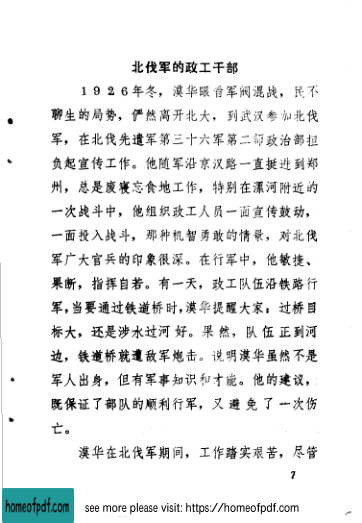 北伐军的政工干部
1926年冬，漠华眼看军阀混战，民不
聊生的局势，俨然离开北大，到武汉参加北伐
军，在北伐先遣军第三十六军第二师政治部担
负起宣传工作。他随军沿京汉路一直挺进到郑
州，总是废寝忘食地工作，特别在漯河附近的
一次战斗中，他组织政工人员一面宣传鼓动，
一面投入战斗，那种机智勇敢的情景，对北伐
军广大官兵的印象很深。在行军中，他敏捷、
果断，指挥自若。有一天，政工队伍沿铁路行
军，当要通过铁道桥时，漠华提醒大家：过桥目
标大，还是涉水过河好。果然，队伍正到河
边，铁道桥就遭敌军炮击。说明漠华虽然不是
军人出身，但有军事知识和才能。他的建议，
既保证了部队的顺利行军，又避免了一次伤
亡。
漠华在北伐军期间，工作踏实艰苦，尽管
7
homeofpdf.com
see more please visit: https://homeofpdf.com